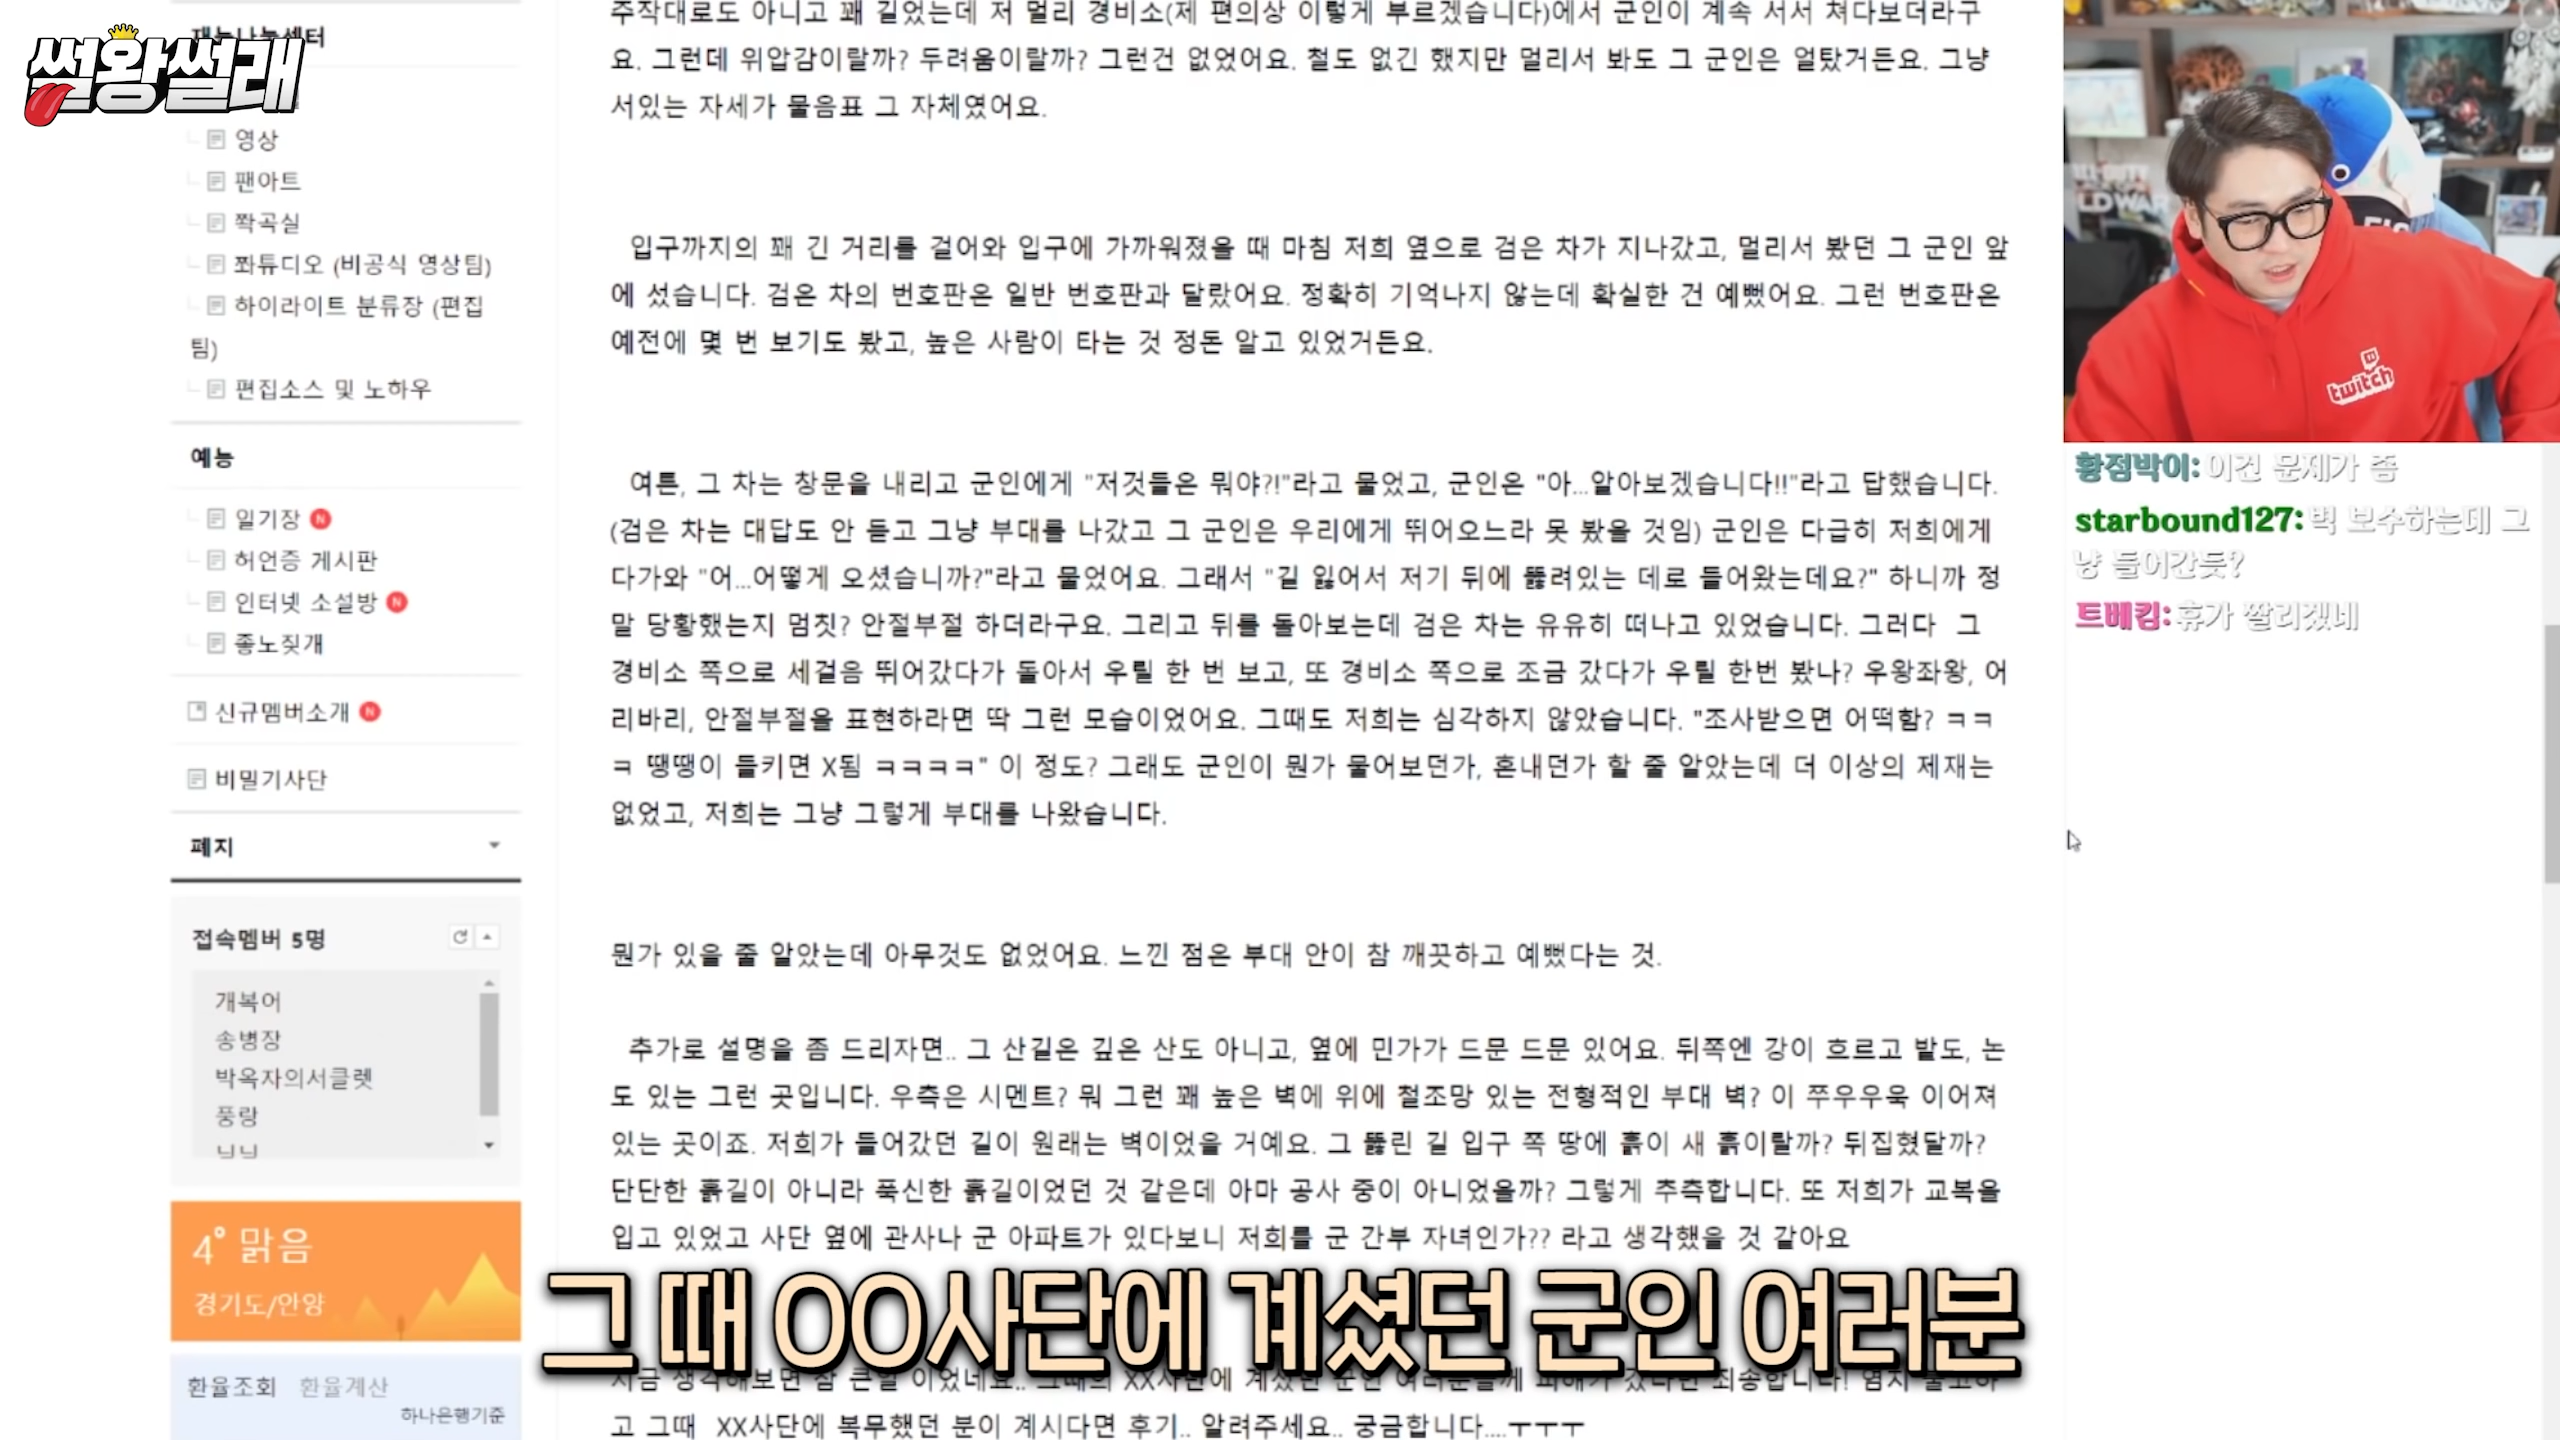 썰왕썰래
영상
팬아트
쫙곡실
쫘튜디오 (비공식 영상팀)
하이라이트 분류장 (편집
팀)
편집소스 및 노하우
예능
일기장 N
허언증 게시판
인터넷 소설방 N
좋노짖개
신규멤버소개 N
비밀기사단
폐지
접속멤버 5명
개복어
송병장
박옥자의서클렛
풍랑
4° 맑음
경기도/안양
환율조회 환율계산
하나은행기준
주작대로도 아니고 꽤 길었는데 저 멀리 경비소(제 편의상 이렇게 부르겠습니다)에서 군인이 계속 서서 쳐다보더라구
요. 그런데 위압감이랄까? 두려움이랄까? 그런건 없었어요. 철도 없긴 했지만 멀리서 봐도 그 군인은 얼탔거든요. 그냥
서있는 자세가 물음표 그 자체였어요.
입구까지의 꽤 긴 거리를 걸어와 입구에 가까워졌을 때 마침 저희 옆으로 검은 차가 지나갔고, 멀리서 봤던 그 군인 앞
에 섰습니다. 검은 차의 번호판은 일반 번호판과 달랐어요. 정확히 기억나지 않는데 확실한 건 예뻤어요. 그런 번호판은
예전에 몇 번 보기도 봤고, 높은 사람이 타는 것 정돈 알고 있었거든요.
여튼, 그 차는 창문을 내리고 군인에게 "저것들은 뭐야?!"라고 물었고, 군인은 "아...알아보겠습니다!!"라고 답했습니다.
(검은 차는 대답도 안 듣고 그냥 부대를 나갔고 그 군인은 우리에게 뛰어오느라 못 봤을 것임) 군인은 다급히 저희에게
다가와 "어...어떻게 오셨습니까?"라고 물었어요. 그래서 "길 잃어서 저기 뒤에 뚫려있는 데로 들어왔는데요?" 하니까 정
말 당황했는지 멈칫? 안절부절 하더라구요. 그리고 뒤를 돌아보는데 검은 차는 유유히 떠나고 있었습니다. 그러다 그
경비소 쪽으로 세걸음 뛰어갔다가 돌아서 우릴 한 번 보고, 또 경비소 쪽으로 조금 갔다가 우릴 한번 봤나? 우왕좌왕, 어
리바리, 안절부절을 표현하라면 딱 그런 모습이었어요. 그때도 저희는 심각하지 않았습니다. "조사받으면 어떡함? ㅋㅋ
ㅋ 땡땡이 들키면 X됨 ㅋㅋㅋㅋ" 이 정도? 그래도 군인이 뭔가 물어보던가, 혼내던가 할 줄 알았는데 더 이상의 제재는
없었고, 저희는 그냥 그렇게 부대를 나왔습니다.
뭔가 있을 줄 알았는데 아무것도 없었어요. 느낀 점은 부대 안이 참 깨끗하고 예뻤다는 것.
추가로 설명을 좀 드리자면.. 그 산길은 깊은 산도 아니고, 옆에 민가가 드문 드문 있어요. 뒤쪽엔 강이 흐르고 밭도, 논
도 있는 그런 곳입니다. 우측은 시멘트? 뭐 그런 꽤 높은 벽에 위에 철조망 있는 전형적인 부대 벽? 이 쭈우우욱 이어져
있는 곳이죠. 저희가 들어갔던 길이 원래는 벽이었을 거예요. 그 뚫린 길 입구 쪽 땅에 흙이 새 흙이랄까? 뒤집혔달까?
단단한 흙길이 아니라 푹신한 흙길이었던 것 같은데 아마 공사 중이 아니었을까? 그렇게 추측합니다. 또 저희가 교복을
입고 있었고 사단 옆에 관사나 군 아파트가 있다보니 저희를 군 간부 자녀인가?? 라고 생각했을 것 같아요
그 때 OO사단에 계셨던 군인 여러분
지금 생각해보면 참 큰일 이었네요.. 그때의 XX사단에 계셨던 군인 여러분들께 피해가 갔다면 죄송합니다! 염치 불고하
고 그때 XX사단에 복무했던 분이 계시다면 후기.. 알려주세요.. 궁금합니다....ㅜㅜㅜ
twitch
황점박이: 이건 문제가 좀
starbound127: 벽 보수하는데 그
냥 들어간듯?
트베킴: 휴가 짤리겠네